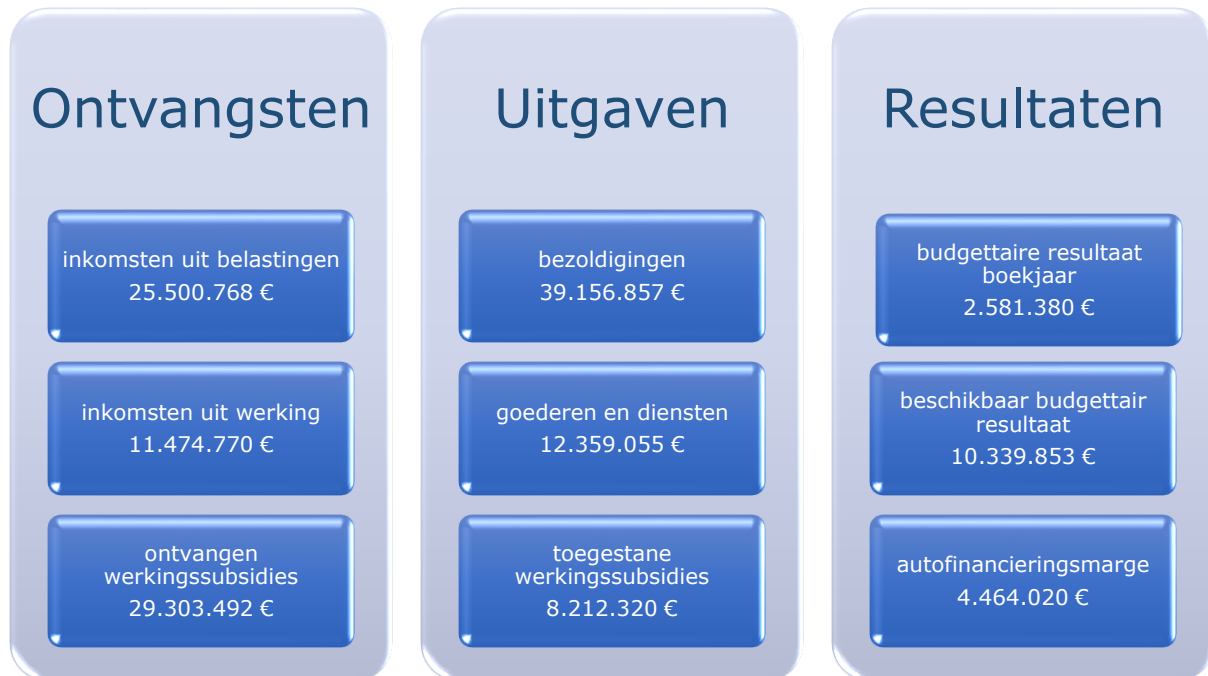 Ontvangsten
inkomsten uit belastingen
25.500.768 €
inkomsten uit werking
11.474.770 €
ontvangen
werkingssubsidies
29.303.492 €
Uitgaven
bezoldigingen
39.156.857 €
goederen en diensten
12.359.055 €
toegestane
werkingssubsidies
8.212.320 €
Resultaten
budgettaire resultaat
boekjaar
2.581.380 €
beschikbaar budgettair
resultaat
10.339.853 €
autofinancieringsmarge
4.464.020 €